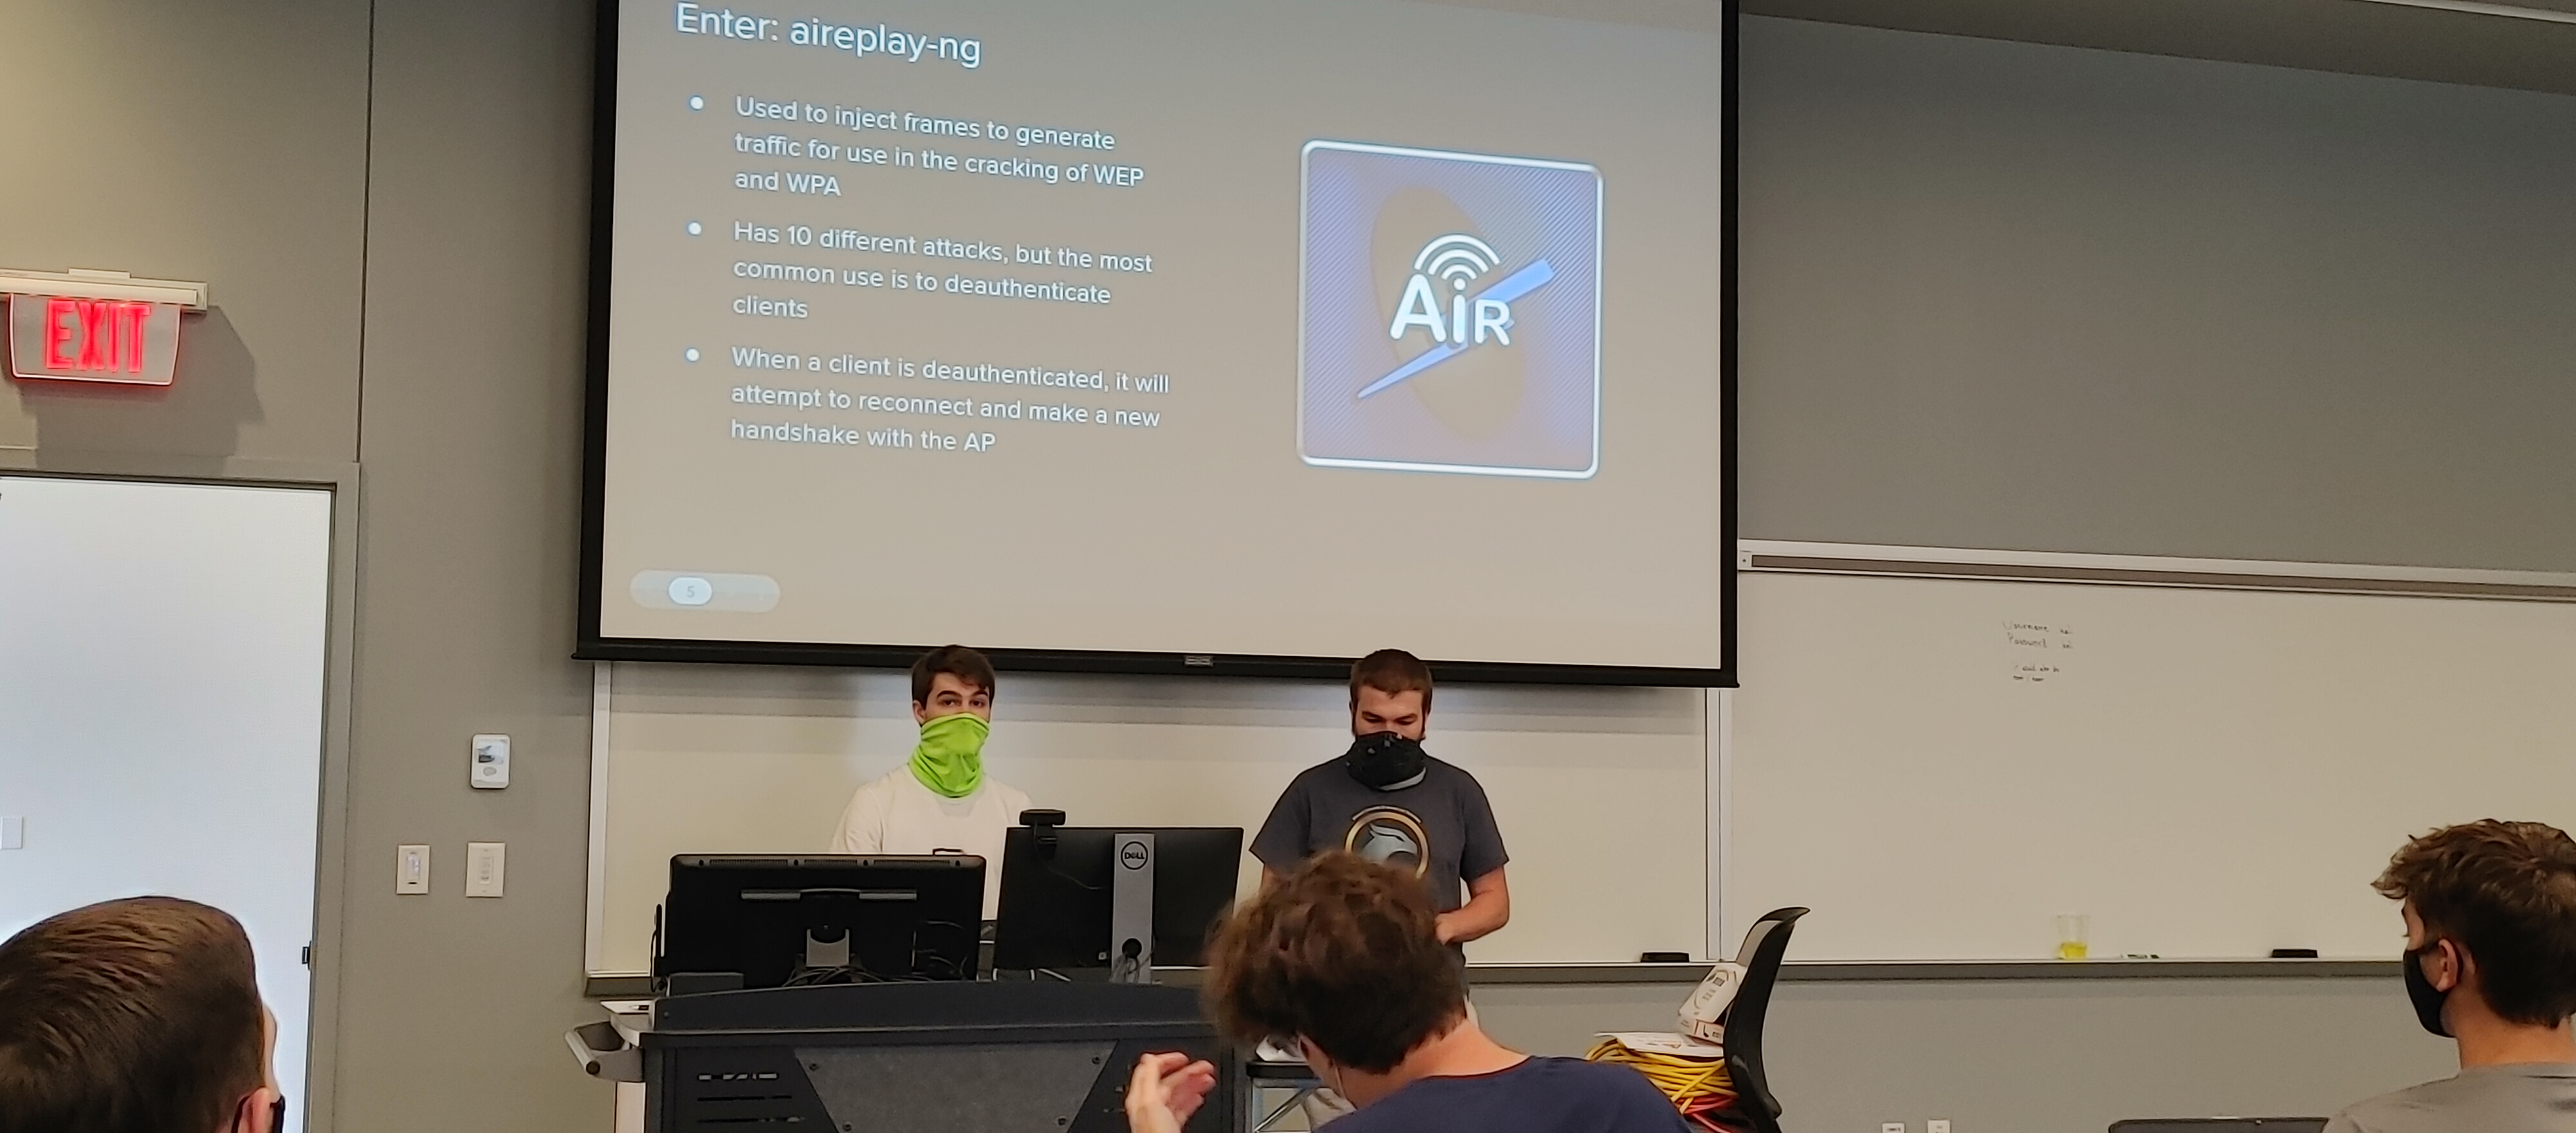 Enter: aireplay-ng
● Used to inject frames to generate
traffic for use in the cracking of WEP
and WPA
● Has 10 different attacks, but the most
common use is to deauthenticate
clients
● When a client is deauthenticated, it will
attempt to reconnect and make a new
handshake with the AP
AiR
5
EXIT
Username
Password
DELL